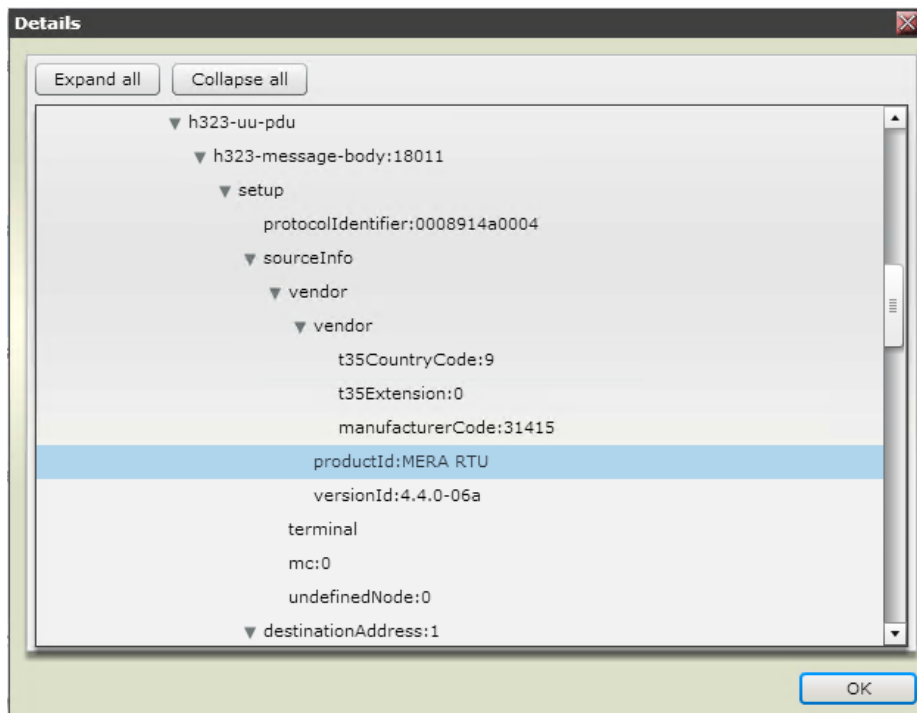 Details
Expand all
Collapse all
h323-uu-pdu
h323-message-body:18011
setup
protocolIdentifier:0008914a0004
sourceInfo
vendor
vendor
t35CountryCode:9
t35Extension:0
manufacturerCode:31415
productId:MERA RTU
versionId:4.4.0-06a
terminal
mc:0
undefinedNode:0
destinationAddress:1
OK